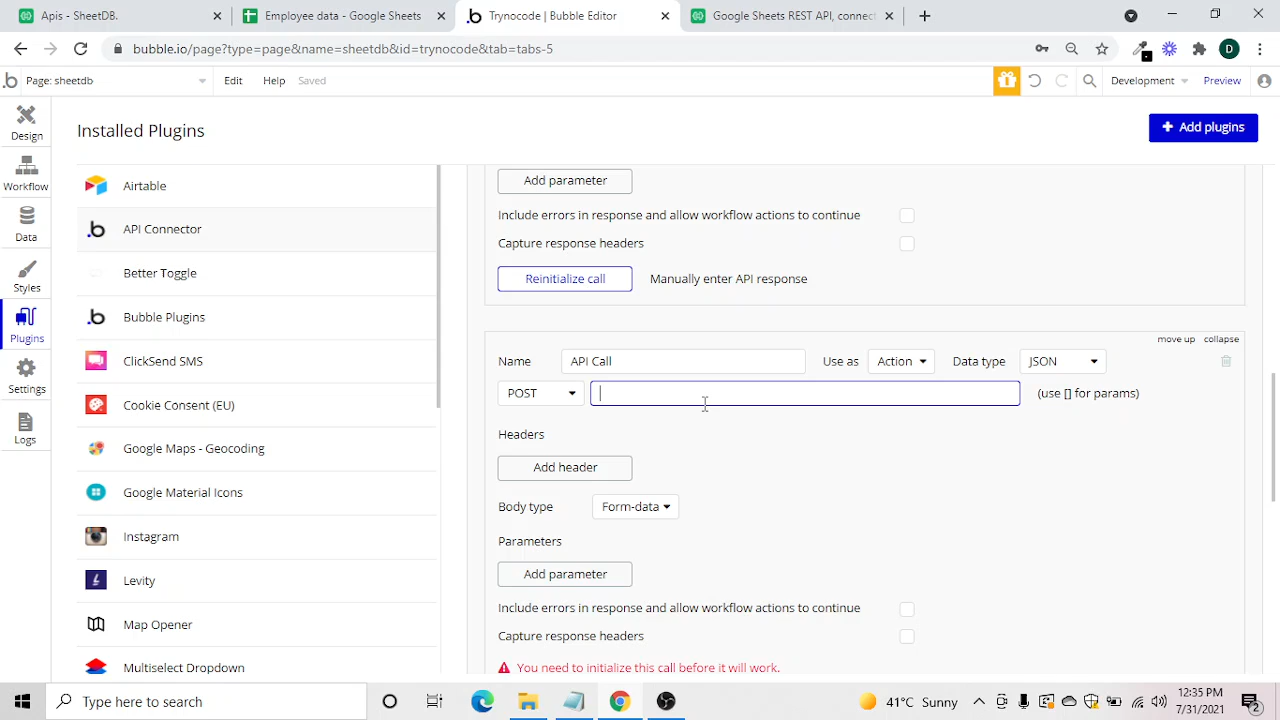 Apis - SheetDB
Employee data - Google Sheets
Trynocode | Bubble Editor
Google Sheets REST API, connect
bubble.io/page?type=page&name=sheetdb&id=trynocode&tab=tabs-5
D
Page: sheetdb
Edit
Help
Saved
Development
Preview
Design
Workflow
Data
Styles
Plugins
Settings
Logs
Installed Plugins
Add plugins
Airtable
API Connector
Better Toggle
Bubble Plugins
ClickSend SMS
Cookie Consent (EU)
Google Maps - Geocoding
Google Material Icons
Instagram
Levity
Map Opener
Multiselect Dropdown
Add parameter
Include errors in response and allow workflow actions to continue
Capture response headers
Reinitialize call
Manually enter API response
move up collapse
Name API Call Use as Action Data type JSON
POST (use [] for params)
Headers
Add header
Body type Form-data
Parameters
Add parameter
Include errors in response and allow workflow actions to continue
Capture response headers
You need to initialize this call before it will work.
Type here to search
41°C Sunny
12:35 PM
7/31/2021
2